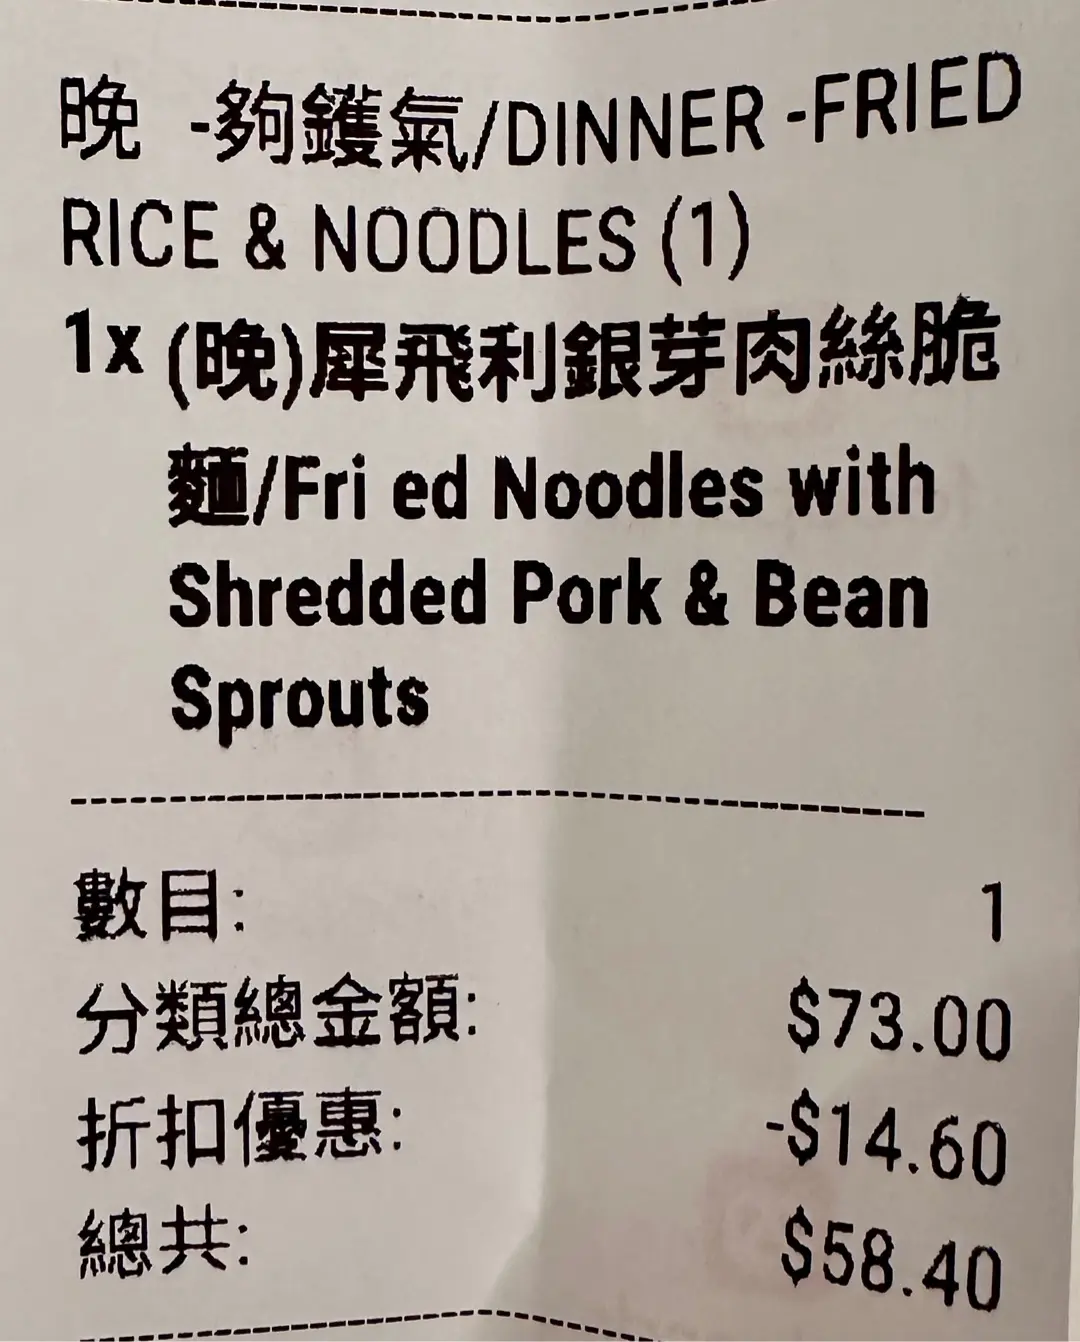 晚 -夠鑊氣/DINNER -FRIED
RICE & NOODLES (1)
1x (晚)犀飛利銀芽肉絲脆
麵/Fri ed Noodles with
Shredded Pork & Bean
Sprouts
數目: 1
分類總金額: $73.00
折扣優惠: -$14.60
總共: $58.40